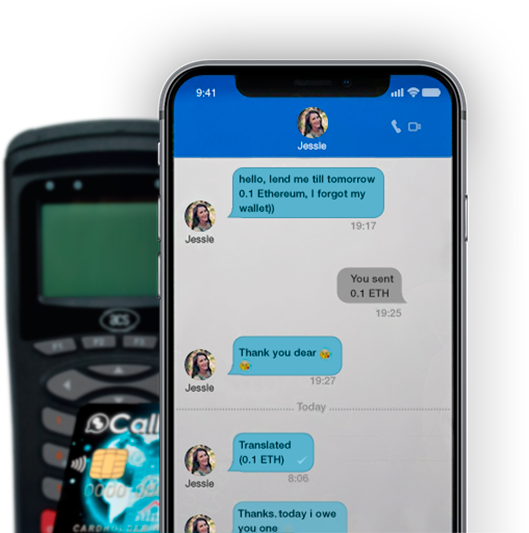 9:41
Jessie
hello, lend me till tomorrow
0.1 Ethereum, I forgot my
wallet))
Jessie
19:17
You sent
0.1 ETH
19:25
Thank you dear
Jessie
19:27
Today
Translated
(0.1 ETH)
Jessie
8:06
Thanks.today i owe
you one
acs
F1 F2
Call
CARDHOLDER